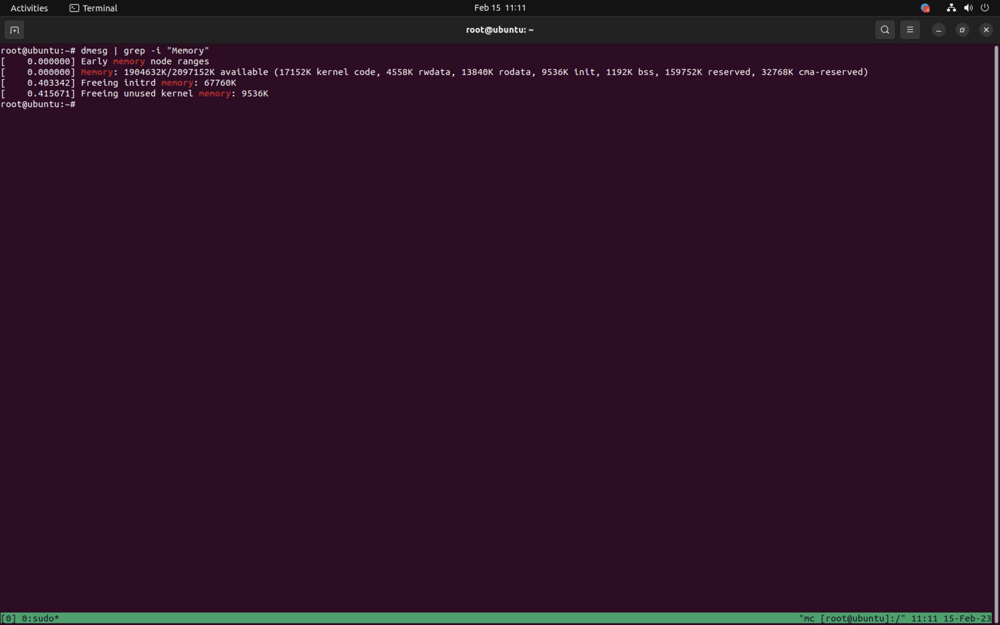 Activities Terminal Feb 15 11:11
root@ubuntu: ~
root@ubuntu:~# dmesg | grep -i "Memory"
[    0.000000] Early memory node ranges
[    0.000000] Memory: 1904632K/2097152K available (17152K kernel code, 4558K rwdata, 13840K rodata, 9536K init, 1192K bss, 159752K reserved, 32768K cma-reserved)
[    0.403342] Freeing initrd memory: 67760K
[    0.415671] Freeing unused kernel memory: 9536K
root@ubuntu:~#
[0] 0:sudo* "mc [root@ubuntu]:/" 11:11 15-Feb-23